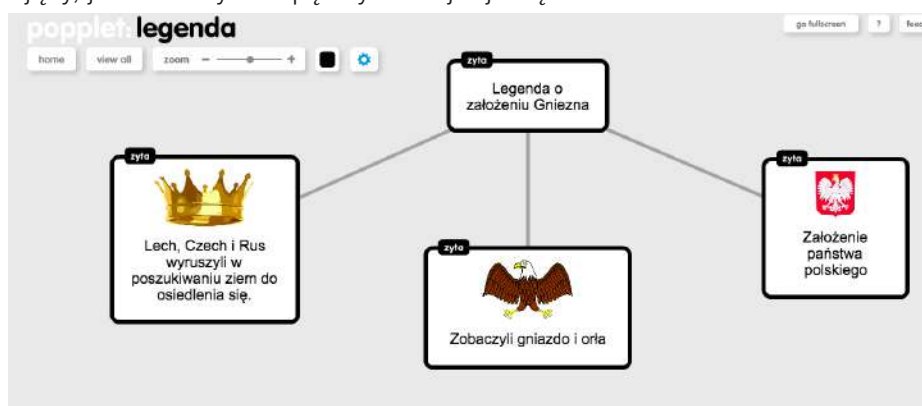 popplet: legenda
go fullscreen ?
home view all zoom - +
zyta
Legenda o
założeniu Gniezna
zyta
Lech, Czech i Rus
wyruszyli w
poszukiwaniu ziem do
osiedlenia się.
zyta
Zobaczyli gniazdo i orła
zyta
Założenie
państwa
polskiego